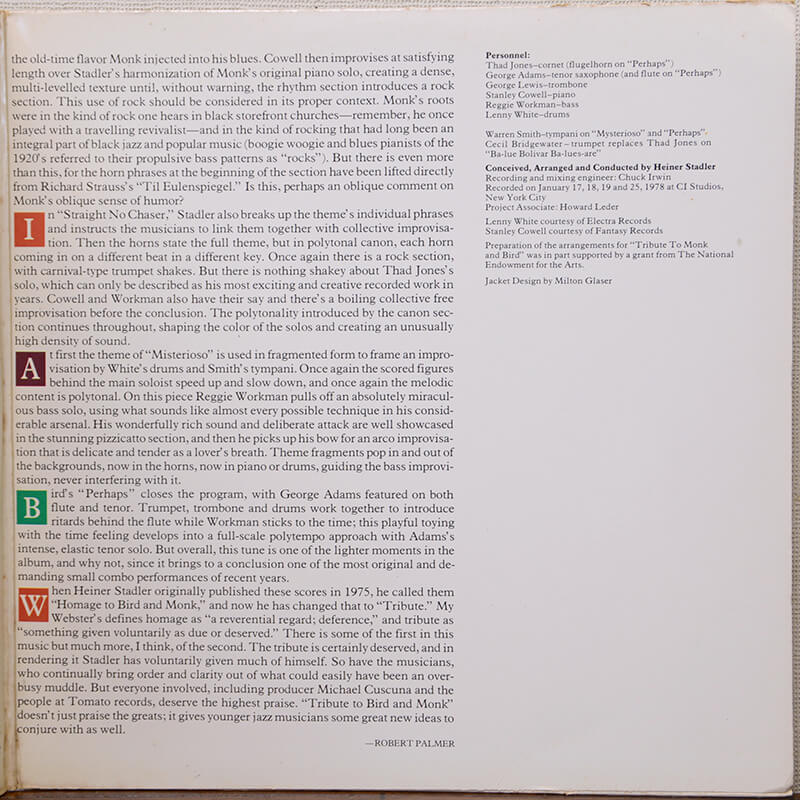 the old-time flavor Monk injected into his blues. Cowell then improvises at satisfying
length over Stadler's harmonization of Monk's original piano solo, creating a dense,
multi-levelled texture until, without warning, the rhythm section introduces a rock
section. This use of rock should be considered in its proper context. Monk's roots
were in the kind of rock one hears in black storefront churches—remember, he once
played with a travelling revivalist—and in the kind of rocking that had long been an
integral part of black jazz and popular music (boogie woogie and blues pianists of the
1920's referred to their propulsive bass patterns as “rocks”). But there is even more
than this, for the horn phrases at the beginning of the section have been lifted directly
from Richard Strauss's “Til Eulenspiegel.” Is this, perhaps an oblique comment on
Monk's oblique sense of humor?
In “Straight No Chaser,” Stadler also breaks up the theme's individual phrases
and instructs the musicians to link them together with collective improvisa-
tion. Then the horns state the full theme, but in polytonal canon, each horn
coming in on a different beat in a different key. Once again there is a rock section,
with carnival-type trumpet shakes. But there is nothing shakey about Thad Jones's
solo, which can only be described as his most exciting and creative recorded work in
years. Cowell and Workman also have their say and there's a boiling collective free
improvisation before the conclusion. The polytonality introduced by the canon sec-
tion continues throughout, shaping the color of the solos and creating an unusually
high density of sound.
At first the theme of “Misterioso” is used in fragmented form to frame an impro-
visation by White's drums and Smith's tympani. Once again the scored figures
behind the main soloist speed up and slow down, and once again the melodic
content is polytonal. On this piece Reggie Workman pulls off an absolutely miracul-
ous bass solo, using what sounds like almost every possible technique in his consid-
erable arsenal. His wonderfully rich sound and deliberate attack are well showcased
in the stunning pizzicatto section, and then he picks up his bow for an arco improvisa-
tion that is delicate and tender as a lover's breath. Theme fragments pop in and out of
the backgrounds, now in the horns, now in piano or drums, guiding the bass improvi-
sation, never interfering with it.
Bird's “Perhaps” closes the program, with George Adams featured on both
flute and tenor. Trumpet, trombone and drums work together to introduce
ritards behind the flute while Workman sticks to the time; this playful toying
with the time feeling develops into a full-scale polytempo approach with Adams's
intense, elastic tenor solo. But overall, this tune is one of the lighter moments in the
album, and why not, since it brings to a conclusion one of the most original and de-
manding small combo performances of recent years.
When Heiner Stadler originally published these scores in 1975, he called them
“Homage to Bird and Monk,” and now he has changed that to “Tribute.” My
Webster's defines homage as “a reverential regard; deference,” and tribute as
“something given voluntarily as due or deserved.” There is some of the first in this
music but much more, I think, of the second. The tribute is certainly deserved, and in
rendering it Stadler has voluntarily given much of himself. So have the musicians,
who continually bring order and clarity out of what could easily have been an over-
busy muddle. But everyone involved, including producer Michael Cuscuna and the
people at Tomato records, deserve the highest praise. “Tribute to Bird and Monk”
doesn't just praise the greats; it gives younger jazz musicians some great new ideas to
conjure with as well.
—ROBERT PALMER
Personnel:
Thad Jones–cornet (flugelhorn on “Perhaps”)
George Adams–tenor saxophone (and flute on “Perhaps”)
George Lewis–trombone
Stanley Cowell–piano
Reggie Workman–bass
Lenny White–drums
Warren Smith–tympani on “Mysterioso” and “Perhaps”.
Cecil Bridgewater–trumpet replaces Thad Jones on
“Ba-lue Bolivar Ba-lues-are”
Conceived, Arranged and Conducted by Heiner Stadler
Recording and mixing engineer: Chuck Irwin
Recorded on January 17, 18, 19 and 25, 1978 at CI Studios,
New York City
Project Associate: Howard Leder
Lenny White courtesy of Electra Records
Stanley Cowell courtesy of Fantasy Records
Preparation of the arrangements for “Tribute To Monk
and Bird” was in part supported by a grant from The National
Endowment for the Arts.
Jacket Design by Milton Glaser